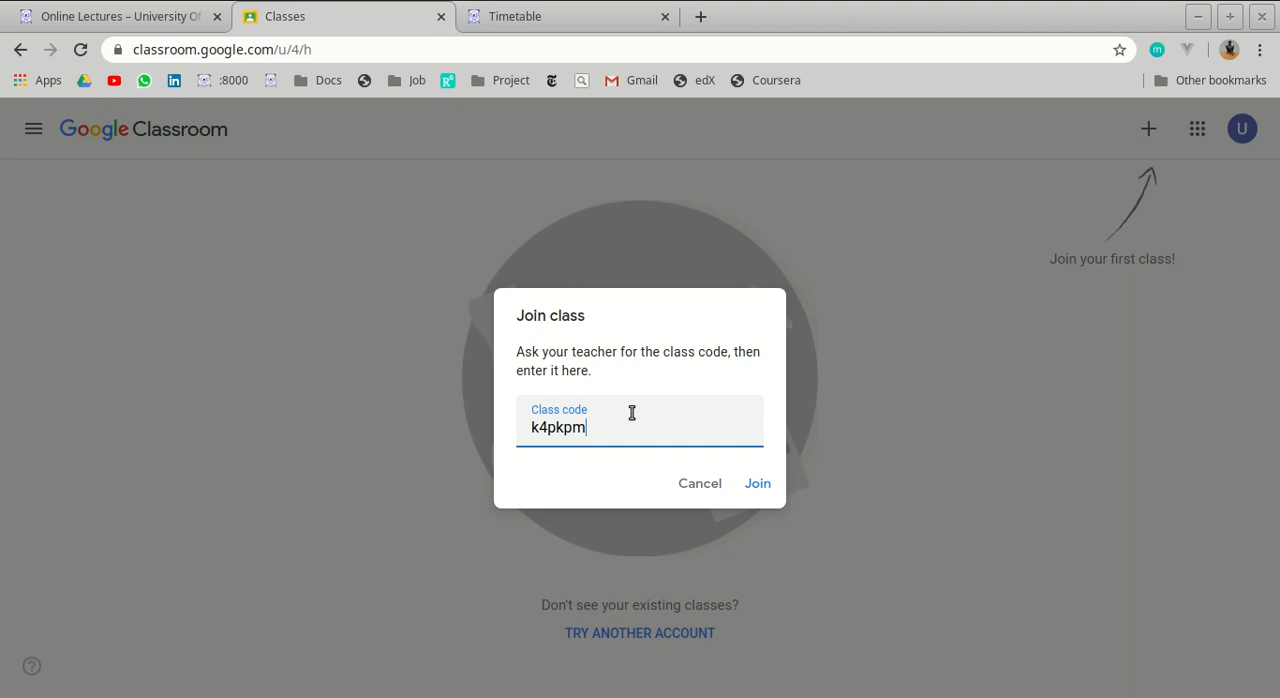 Online Lectures – University Of
Classes
Timetable
classroom.google.com/u/4/h
Apps
:8000
Docs
Job
Project
Gmail
edX
Coursera
Other bookmarks
Google Classroom
U
Join your first class!
Join class
Ask your teacher for the class code, then
enter it here.
Class code
k4pkpm
Cancel
Join
Don't see your existing classes?
TRY ANOTHER ACCOUNT